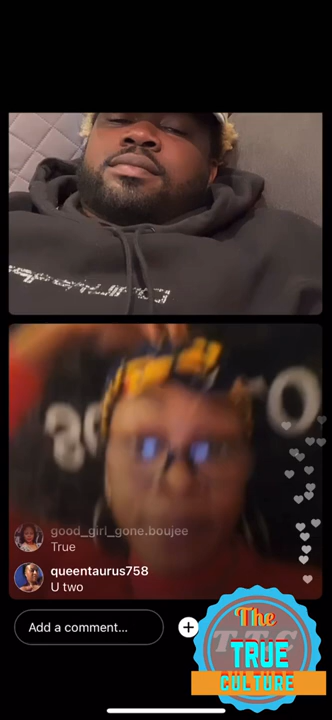 good_girl_gone.boujee
True
queentaurus758
U two
Add a comment...
The
TRUE
CULTURE